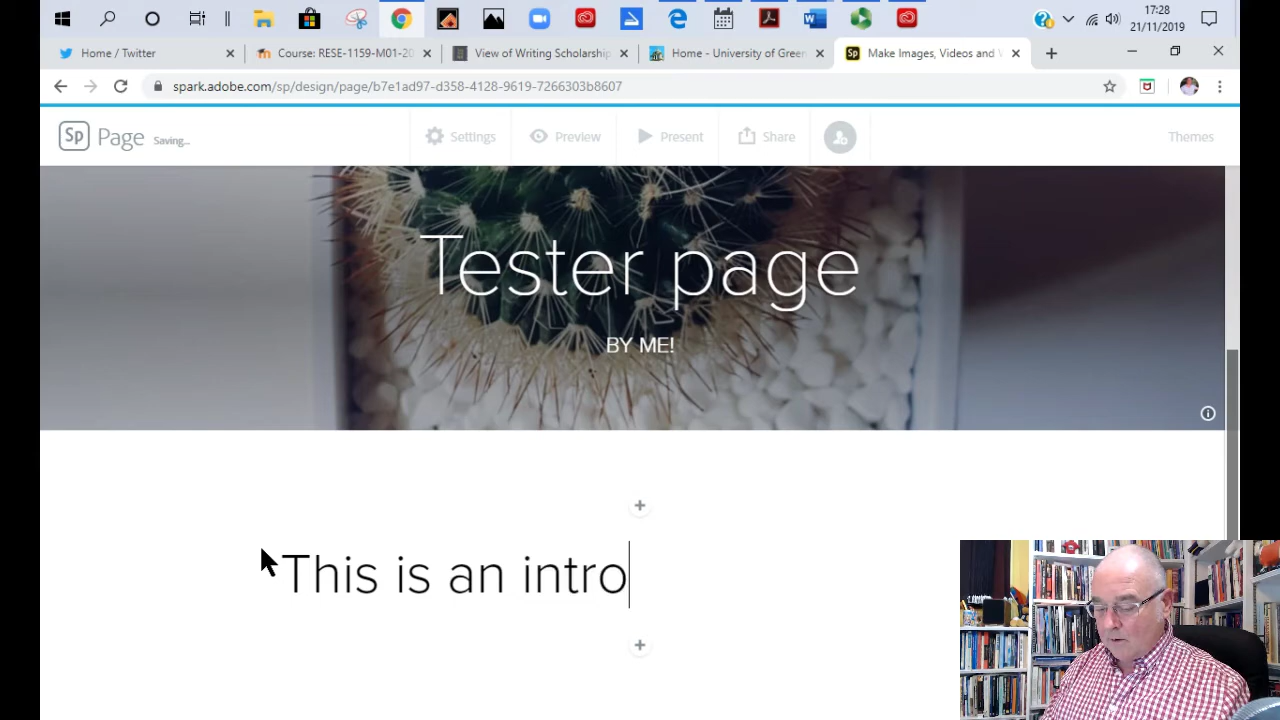 17:28
21/11/2019
Home / Twitter
Course: RESE-1159-M01-20
View of Writing Scholarship
Home - University of Green
Sp
Make Images, Videos and
spark.adobe.com/sp/design/page/b7e1ad97-d358-4128-9619-7266303b8607
Sp Page Saving... Settings Preview Present Share Themes
Tester page
BY ME!
This is an intro